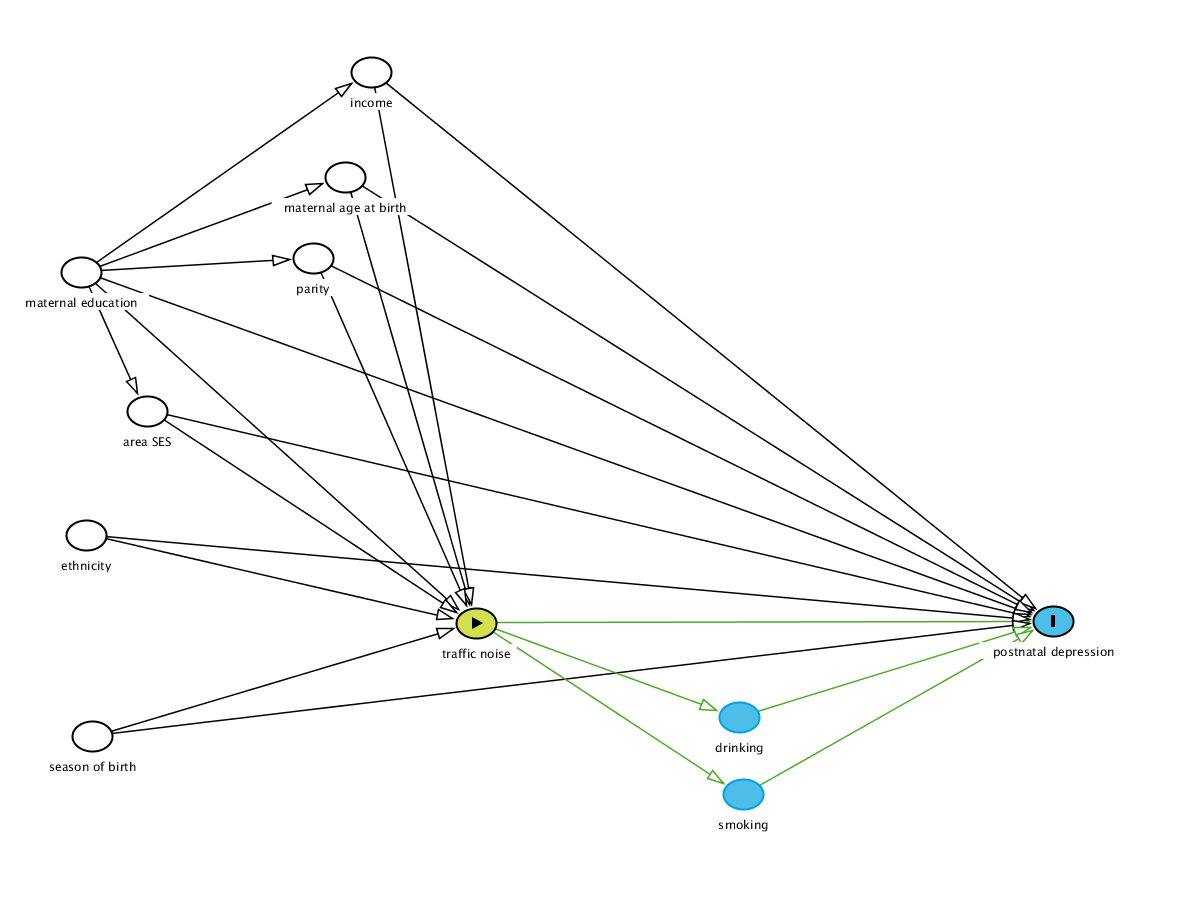 income
maternal age at birth
parity
maternal education
area SES
ethnicity
traffic noise
postnatal depression
drinking
season of birth
smoking